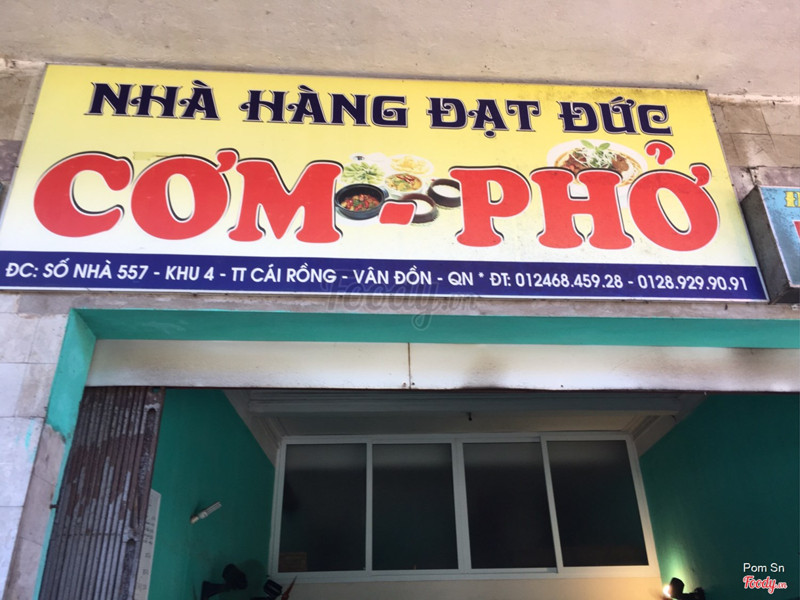 NHÀ HÀNG ĐẠT ĐỨC
CƠM - PHỞ
ĐC: SỐ NHÀ 557 - KHU 4 - TT CÁI RỒNG - VÂN ĐỒN - QN * ĐT: 012468.459.28 - 0128.929.90.91
Foody.vn
Pom Sn
Foody.vn